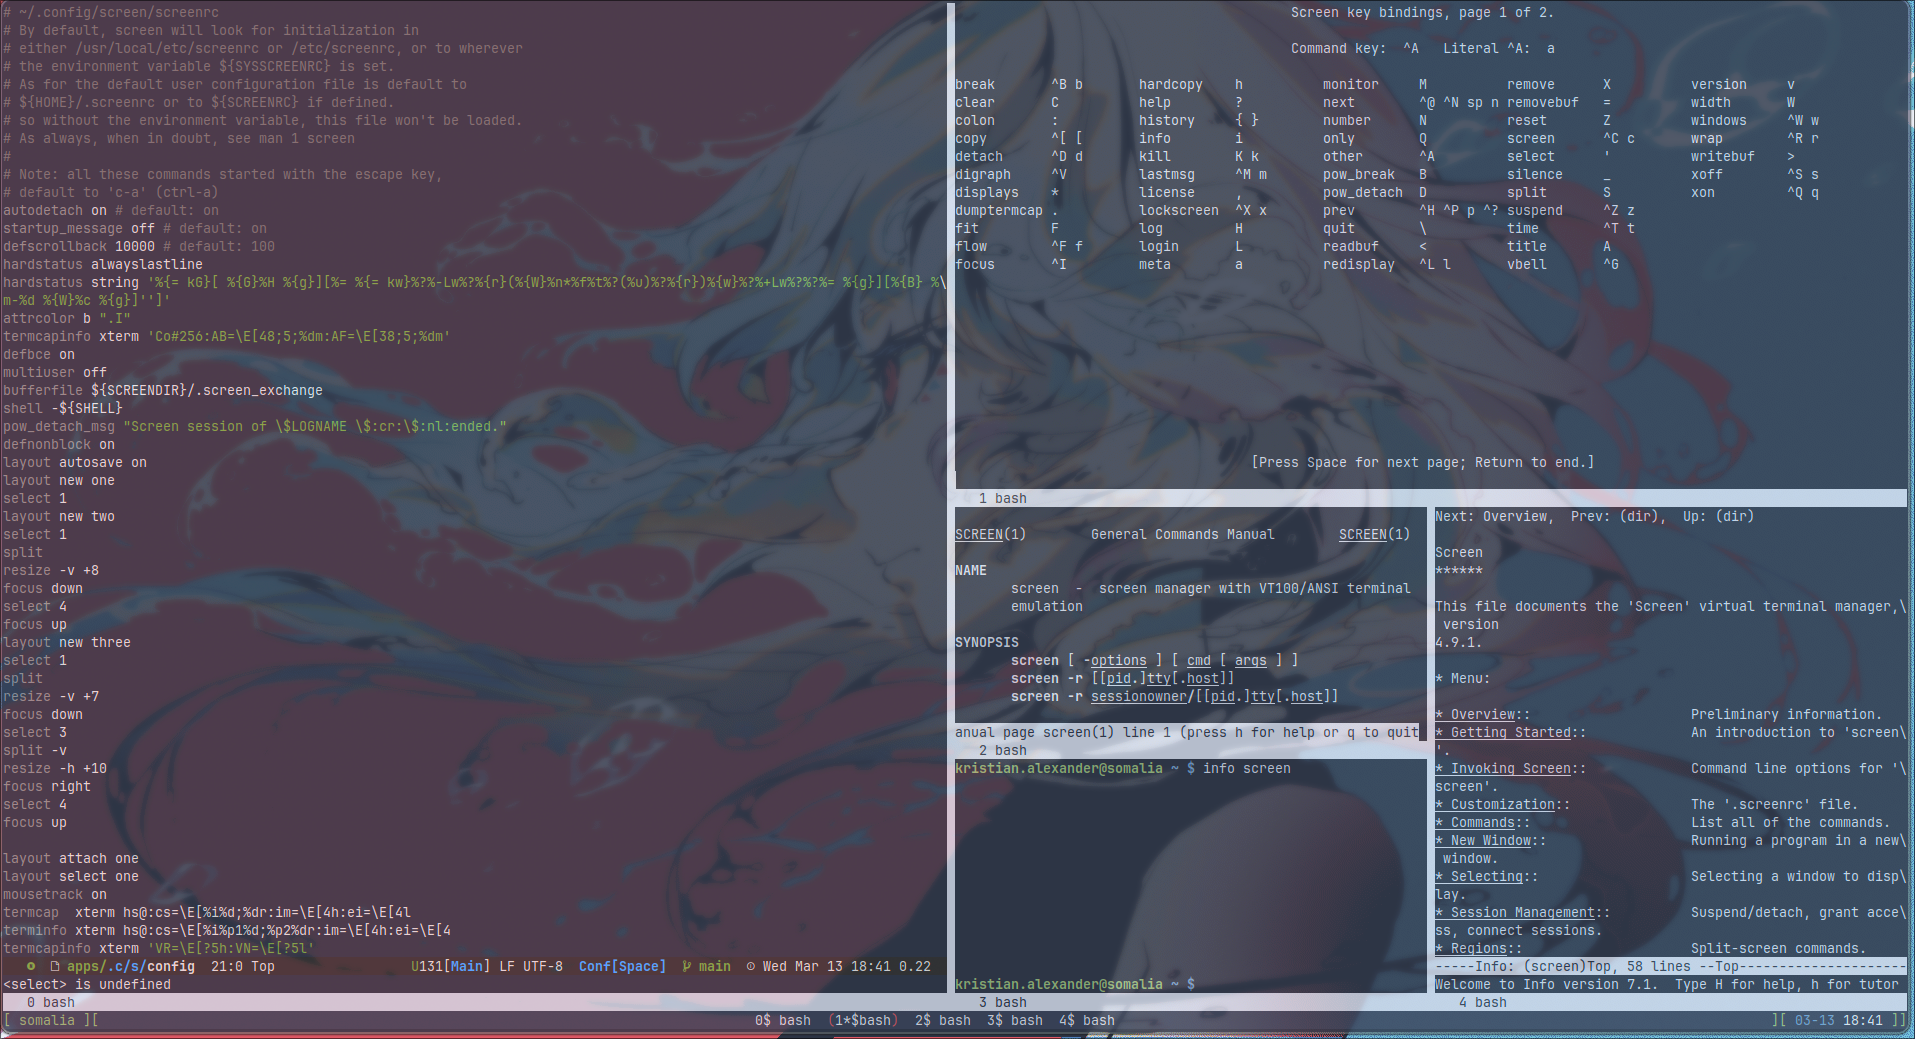 # ~/.config/screen/screenrc
# By default, screen will look for initialization in
# either /usr/local/etc/screenrc or /etc/screenrc, or to wherever
# the environment variable ${SYSSCREENRC} is set.
# As for the default user configuration file is default to
# ${HOME}/.screenrc or to ${SCREENRC} if defined.
# so without the environment variable, this file won't be loaded.
# As always, when in doubt, see man 1 screen
#
# Note: all these commands started with the escape key,
# default to 'c-a' (ctrl-a)
autodetach on # default: on
startup_message off # default: on
defscrollback 10000 # default: 100
hardstatus alwayslastline
hardstatus string '%{= kG}[ %{G}%H %{g}][%= %{= kw}%?%-Lw%?%{r}(%{W}%n*%f%t%?(%u)%?%{r})%{w}%?%+Lw%?%?%= %{g}][%{B} %\
m-%d %{W}%c %{g}]'']'
attrcolor b ".I"
termcapinfo xterm 'Co#256:AB=\E[48;5;%dm:AF=\E[38;5;%dm'
defbce on
multiuser off
bufferfile ${SCREENDIR}/.screen_exchange
shell -${SHELL}
pow_detach_msg "Screen session of \$LOGNAME \$:cr:\$:nl:ended."
defnonblock on
layout autosave on
layout new one
select 1
layout new two
select 1
split
resize -v +8
focus down
select 4
focus up
layout new three
select 1
split
resize -v +7
focus down
select 3
split -v
resize -h +10
focus right
select 4
focus up
layout attach one
layout select one
mousetrack on
termcap  xterm hs@:cs=\E[%i%d;%dr:im=\E[4h:ei=\E[4l
terminfo xterm hs@:cs=\E[%i%p1%d;%p2%dr:im=\E[4h:ei=\E[4
termcapinfo xterm 'VR=\E[?5h:VN=\E[?5l'
apps/.c/s/config  21:0 Top  U131[Main] LF UTF-8  Conf[Space]  main  Wed Mar 13 18:41 0.22
<select> is undefined
0 bash
Screen key bindings, page 1 of 2.
Command key:  ^A   Literal ^A:  a
break ^B b hardcopy h monitor M remove X version v
clear C help ? next ^@ ^N sp n removebuf = width W
colon : history { } number N reset Z windows ^W w
copy ^[ [ info i only Q screen ^C c wrap ^R r
detach ^D d kill K k other ^A select ' writebuf >
digraph ^V lastmsg ^M m pow_break B silence _ xoff ^S s
displays * license , pow_detach D split S xon ^Q q
dumptermcap . lockscreen ^X x prev ^H ^P p ^? suspend ^Z z
fit F log H quit \ time ^T t
flow ^F f login L readbuf < title A
focus ^I meta a redisplay ^L l vbell ^G
[Press Space for next page; Return to end.]
1 bash
SCREEN(1) General Commands Manual SCREEN(1)
NAME
screen  -  screen manager with VT100/ANSI terminal
emulation
SYNOPSIS
screen [ -options ] [ cmd [ args ] ]
screen -r [[pid.]tty[.host]]
screen -r sessionowner/[[pid.]tty[.host]]
anual page screen(1) line 1 (press h for help or q to quit
2 bash
kristian.alexander@somalia ~ $ info screen
kristian.alexander@somalia ~ $
3 bash
Next: Overview,  Prev: (dir),  Up: (dir)
Screen
******
This file documents the 'Screen' virtual terminal manager,\
version
4.9.1.
* Menu:
* Overview:: Preliminary information.
* Getting Started:: An introduction to 'screen\
'.
* Invoking Screen:: Command line options for '\
screen'.
* Customization:: The '.screenrc' file.
* Commands:: List all of the commands.
* New Window:: Running a program in a new\
window.
* Selecting:: Selecting a window to disp\
lay.
* Session Management:: Suspend/detach, grant acce\
ss, connect sessions.
* Regions:: Split-screen commands.
-----Info: (screen)Top, 58 lines --Top---------------------
Welcome to Info version 7.1.  Type H for help, h for tutor
4 bash
[ somalia ][ 0$ bash  (1*$bash)  2$ bash  3$ bash  4$ bash ][ 03-13 18:41 ]]